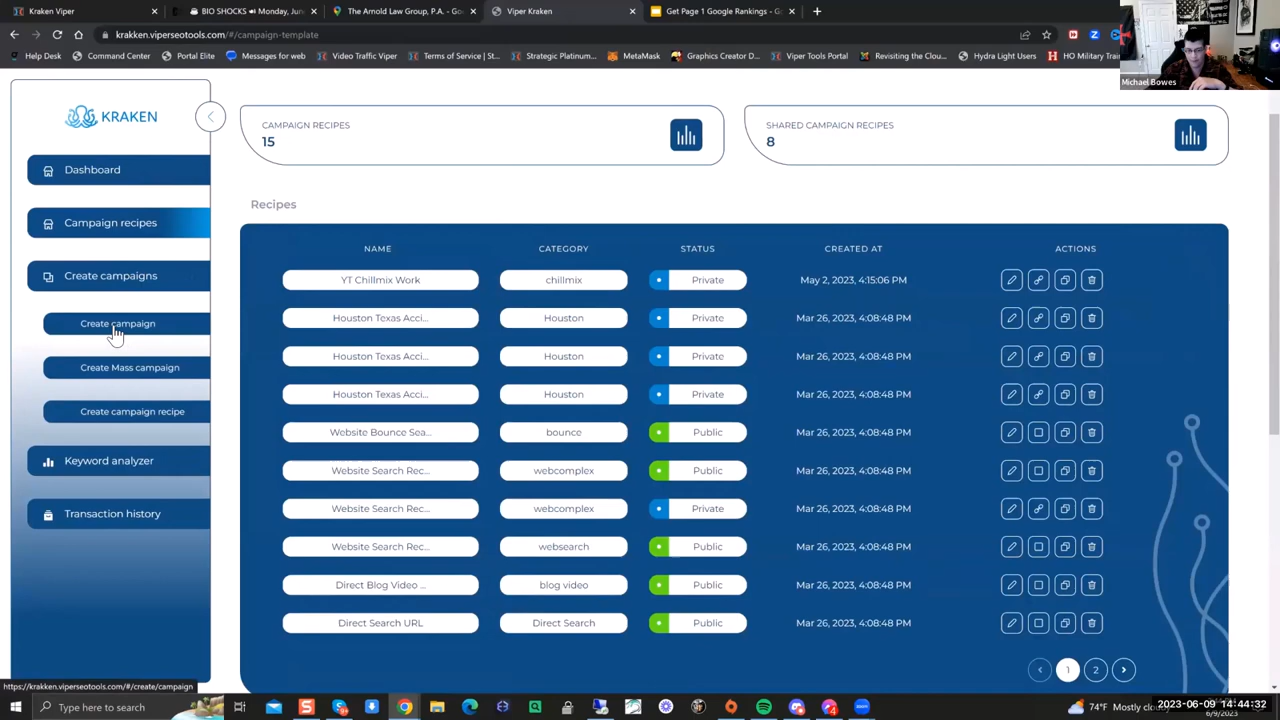 Kraken Viper
BIO SHOCKS Monday, June
The Arnold Law Group, P.A. - Go
Viper Kraken
Get Page 1 Google Rankings - G
krakken.viperseotools.com/#/campaign-template
Help Desk Command Center Portal Elite Youtube Graphics Video Traffic Viper Terms of Service | St... Strategic Platinum... MetaMask Graphics Creator D... Viper Tools Portal Revisiting the Clou... Hydra Light Users HO Military Train
Michael Bowes
KRAKEN
Dashboard
Campaign recipes
Create campaigns
Create campaign
Create Mass campaign
Create campaign recipe
Keyword analyzer
Transaction history
CAMPAIGN RECIPES
15
SHARED CAMPAIGN RECIPES
8
Recipes
NAME CATEGORY STATUS CREATED AT ACTIONS
YT Chillmix Work chillmix Private May 2, 2023, 4:15:06 PM
Houston Texas Acci... Houston Private Mar 26, 2023, 4:08:48 PM
Houston Texas Acci... Houston Private Mar 26, 2023, 4:08:48 PM
Houston Texas Acci... Houston Private Mar 26, 2023, 4:08:48 PM
Website Bounce Sea... bounce Public Mar 26, 2023, 4:08:48 PM
Website Search Rec... webcomplex Public Mar 26, 2023, 4:08:48 PM
Website Search Rec... webcomplex Private Mar 26, 2023, 4:08:48 PM
Website Search Rec... websearch Public Mar 26, 2023, 4:08:48 PM
Direct Blog Video ... blog video Public Mar 26, 2023, 4:08:48 PM
Direct Search URL Direct Search Public Mar 26, 2023, 4:08:48 PM
1 2
https://krakken.viperseotools.com/#/create/campaign
Type here to search
74°F Mostly
2023-06-09 14:44:32
6/9/2023